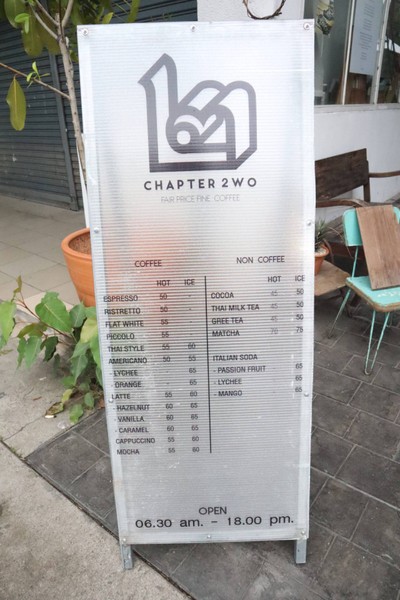 CHAPTER 2WO
FAIR PRICE FINE COFFEE
COFFEE
HOT ICE
ESPRESSO 50 -
RISTRETTO 50 -
FLAT WHITE 55
PICCOLO 55
THAI STYLE 55 60
AMERICANO 50 55
- LYCHEE - 65
- ORANGE - 65
LATTE 55 60
- HAZELNUT 60 65
- VANILLA 60 65
- CARAMEL 60 65
CAPPUCCINO 55 60
MOCHA 55 60
NON COFFEE
HOT ICE
COCOA 45 50
THAI MILK TEA 45 50
GREE TEA 45 50
MATCHA 70 75
ITALIAN SODA
- PASSION FRUIT 65
- LYCHEE 65
- MANGO 65
OPEN
06.30 am. - 18.00 pm.